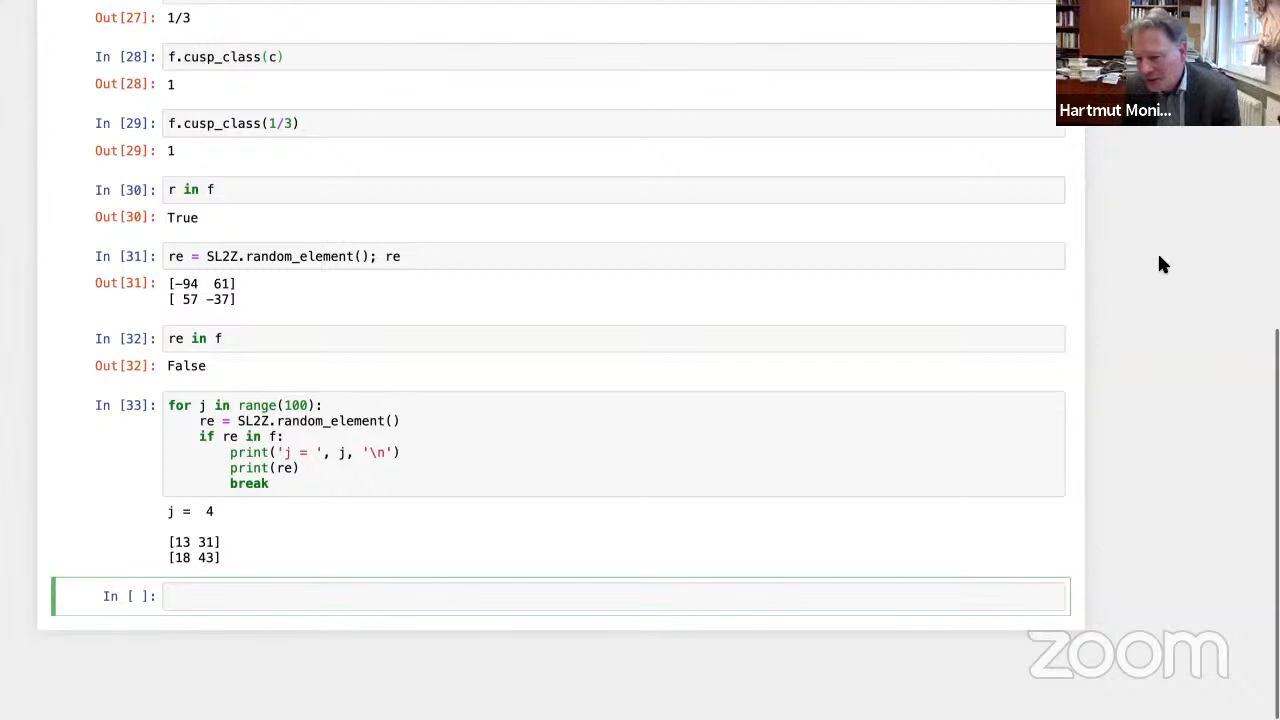 Out[27]: 1/3
In [28]: f.cusp_class(c)
Out[28]: 1
In [29]: f.cusp_class(1/3)
Out[29]: 1
In [30]: r in f
Out[30]: True
In [31]: re = SL2Z.random_element(); re
Out[31]: [-94  61]
[ 57 -37]
In [32]: re in f
Out[32]: False
In [33]: for j in range(100):
re = SL2Z.random_element()
if re in f:
print('j = ', j, '\n')
print(re)
break
j =  4
[13 31]
[18 43]
In [ ]:
Hartmut Moni...
zoom